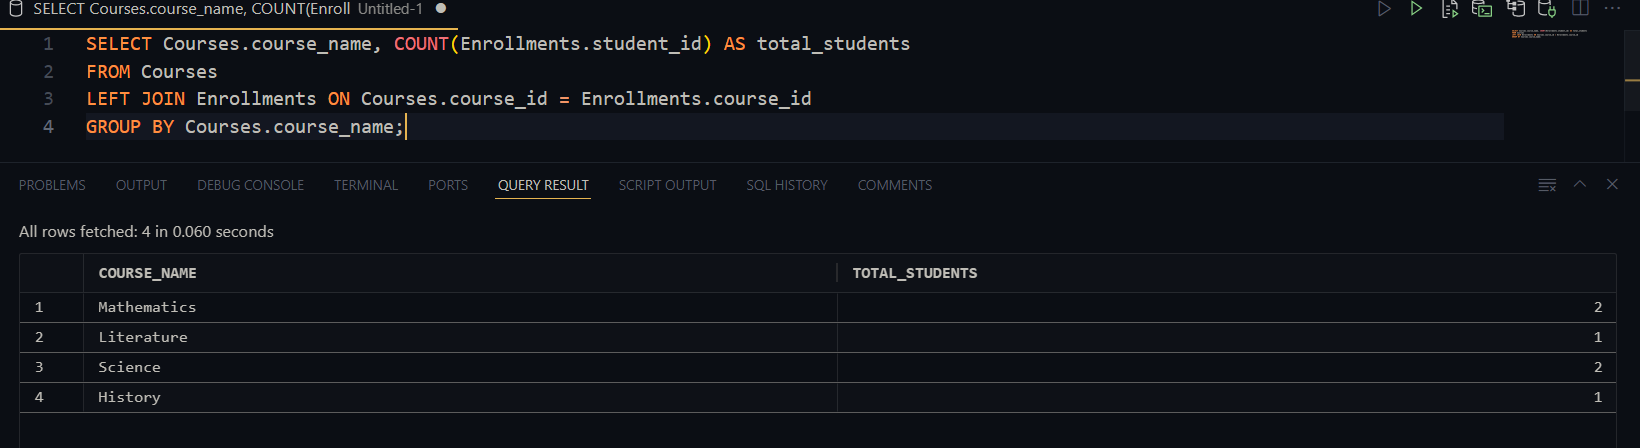 SELECT Courses.course_name, COUNT(Enroll Untitled-1
1 SELECT Courses.course_name, COUNT(Enrollments.student_id) AS total_students
2 FROM Courses
3 LEFT JOIN Enrollments ON Courses.course_id = Enrollments.course_id
4 GROUP BY Courses.course_name;
PROBLEMS OUTPUT DEBUG CONSOLE TERMINAL PORTS QUERY RESULT SCRIPT OUTPUT SQL HISTORY COMMENTS
All rows fetched: 4 in 0.060 seconds
COURSE_NAME TOTAL_STUDENTS
1 Mathematics 2
2 Literature 1
3 Science 2
4 History 1